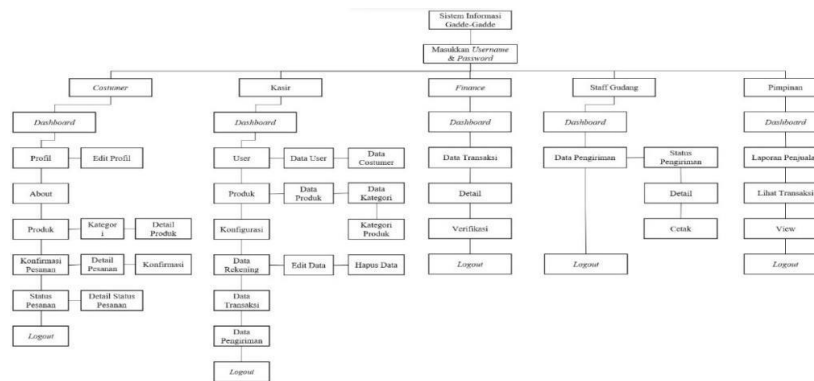 Sistem Informasi
Gadde-Gadde
Masukkan Username
& Password
Costumer
Kasir
Finance
Staff Gudang
Pimpinan
Dashboard
Dashboard
Dashboard
Dashboard
Dashboard
Profil
Edit Profil
User
Data User
Data
Costumer
Data Transaksi
Data Pengiriman
Status
Pengiriman
Laporan Penjuala
About
Produk
Data
Produk
Data
Kategori
Detail
Detail
Lihat Transaksi
Produk
Kategor
i
Detail
Produk
Konfigurasi
Kategori
Produk
Verifikasi
Cetak
View
Konfirmasi
Pesanan
Detail
Pesanan
Konfirmasi
Data
Rekening
Edit Data
Hapus Data
Logout
Logout
Logout
Status
Pesanan
Detail Status
Pesanan
Data
Transaksi
Logout
Data
Pengiriman
Logout